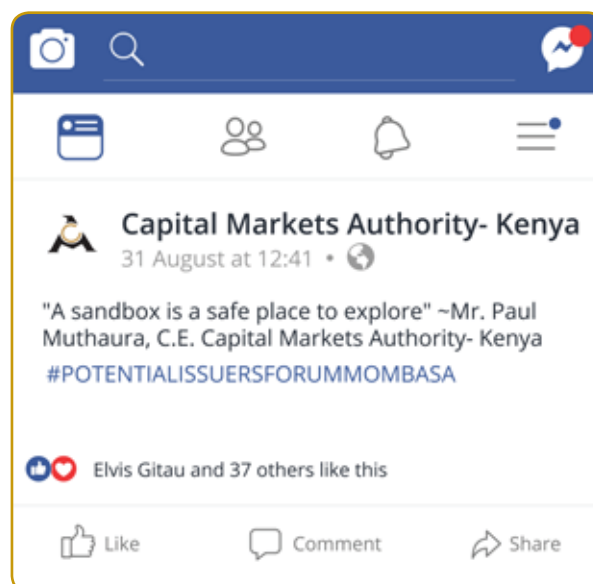 Capital Markets Authority- Kenya
31 August at 12:41 •
"A sandbox is a safe place to explore" ~Mr. Paul
Muthaura, C.E. Capital Markets Authority- Kenya
#POTENTIALISSUERSFORUMMOMBASA
Elvis Gitau and 37 others like this
Like Comment Share